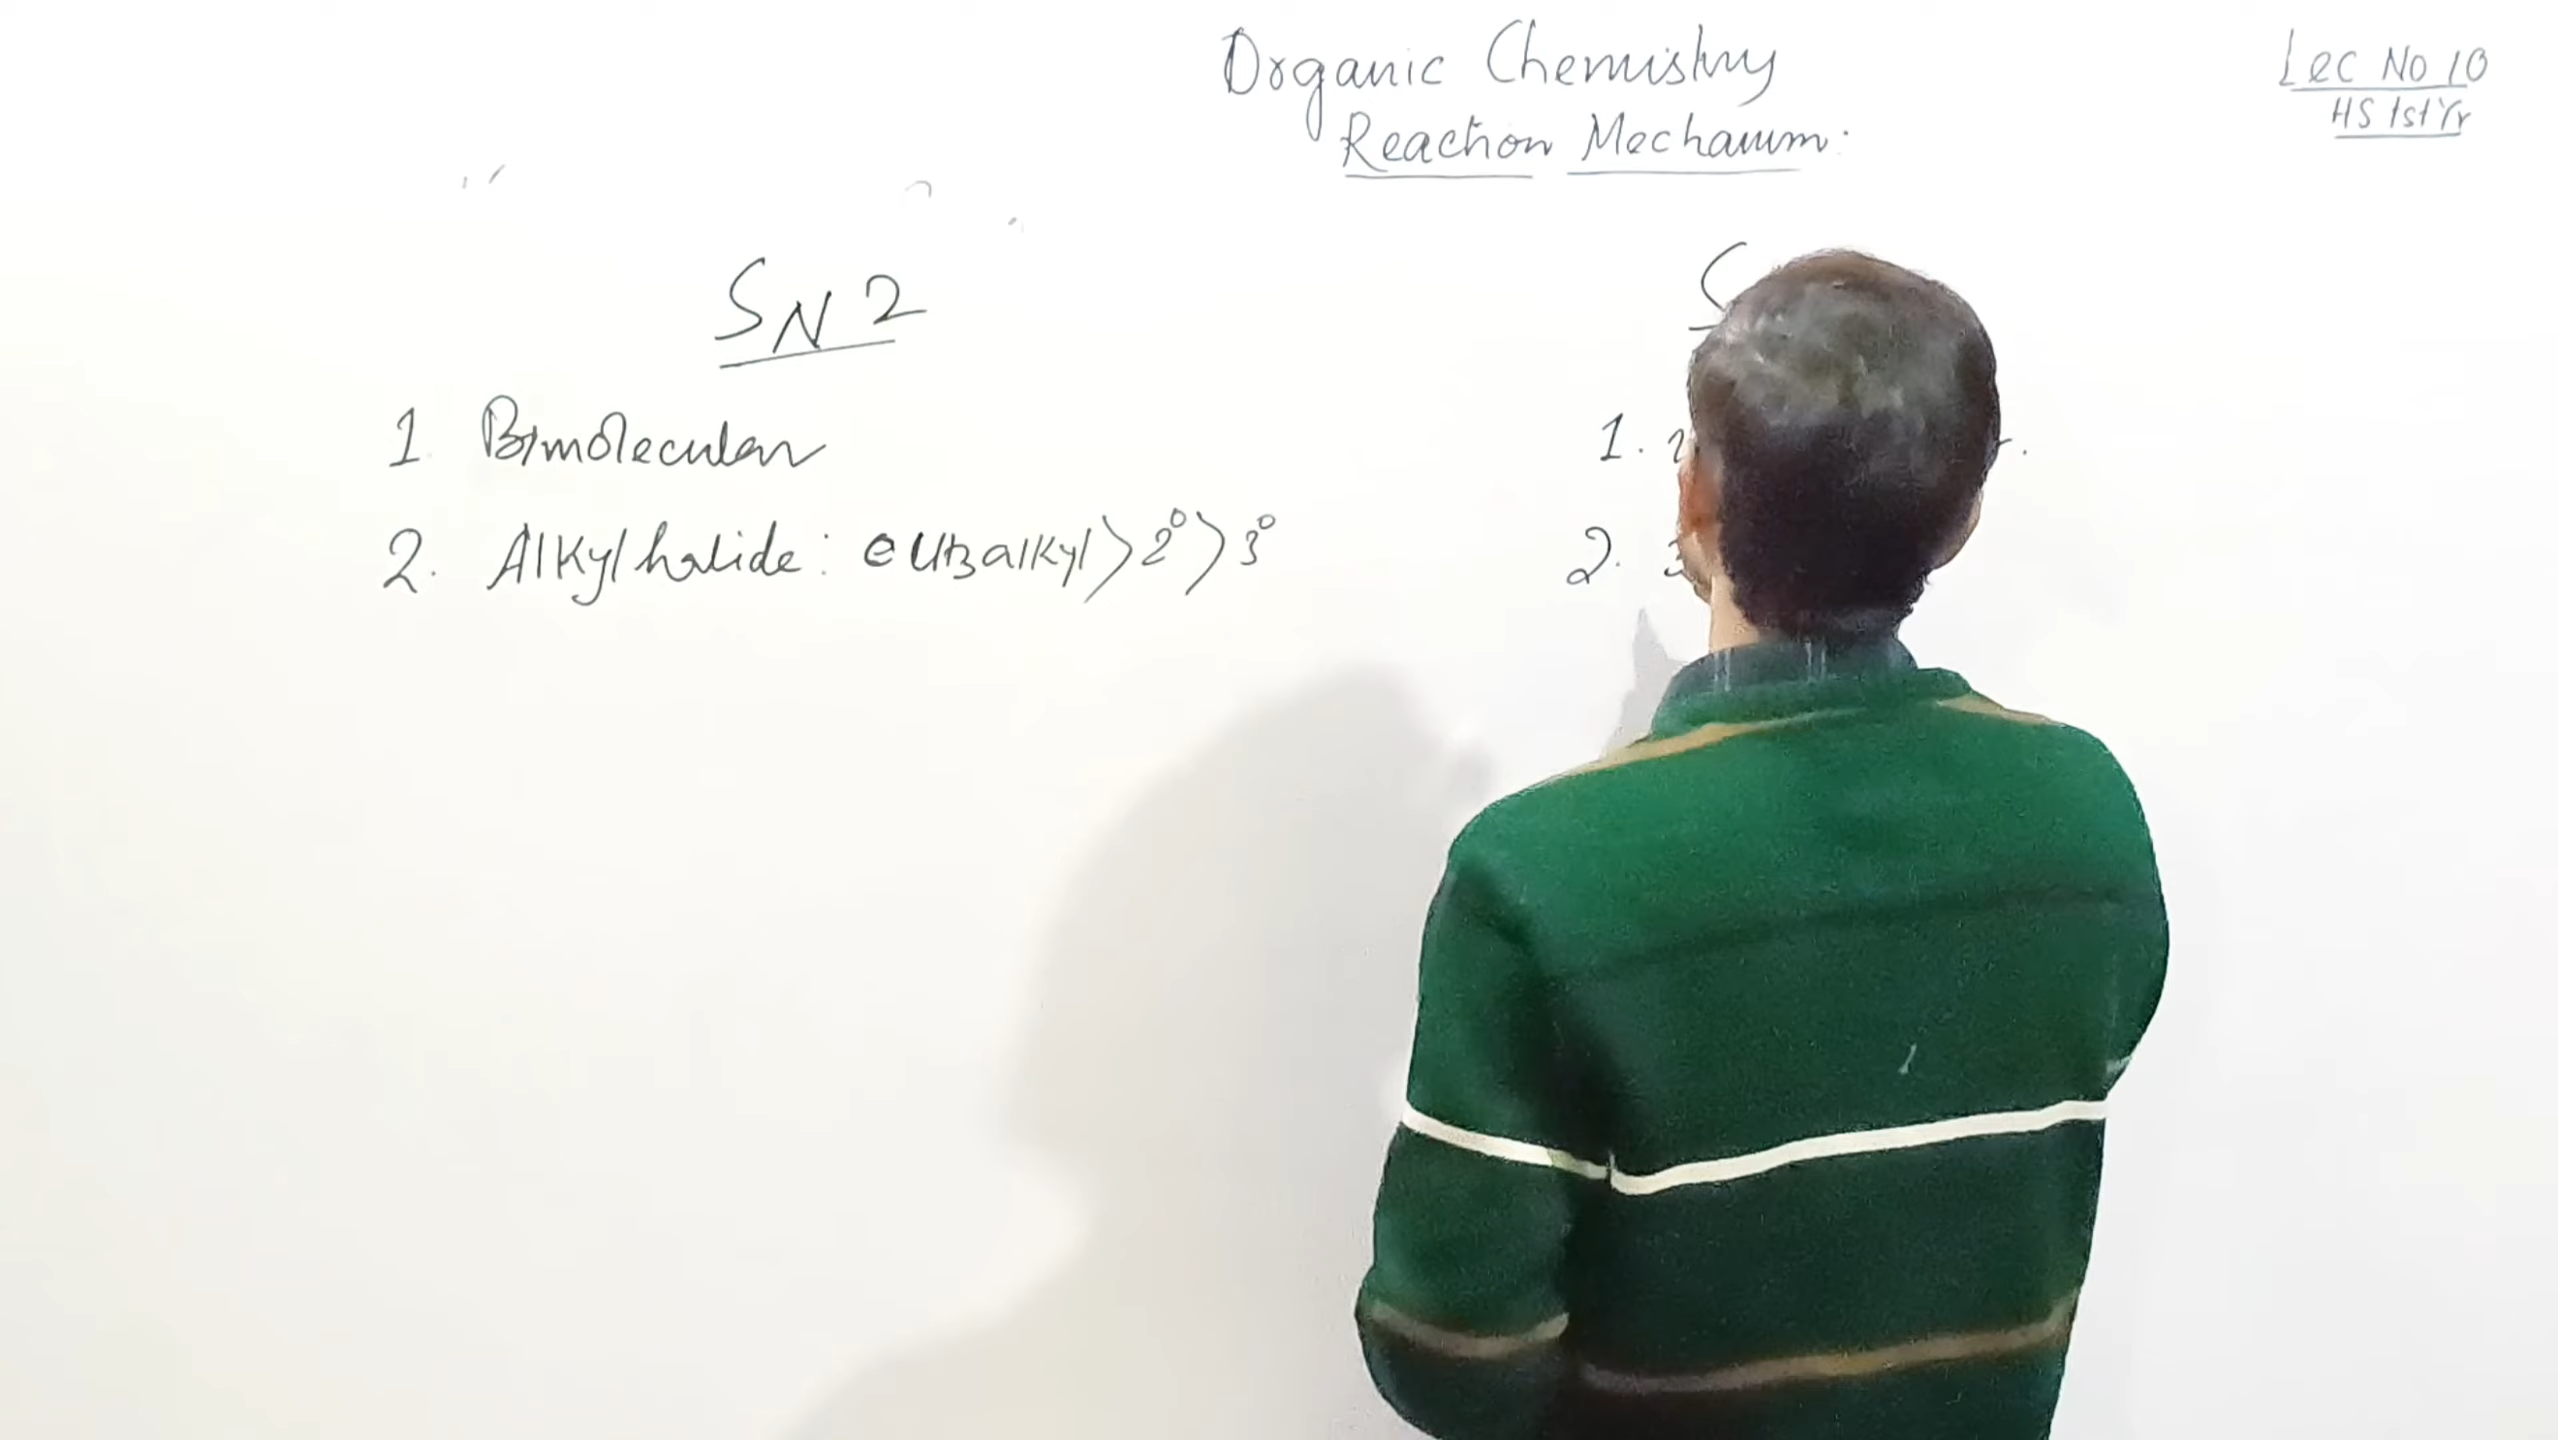 Organic Chemistry
Reaction Mechanism:
Lec No 10
HS 1st Yr
SN2
1. Bimolecular
2. Alkyl halide: CH3 alkyl > 2° > 3°
S
1.
2. 3